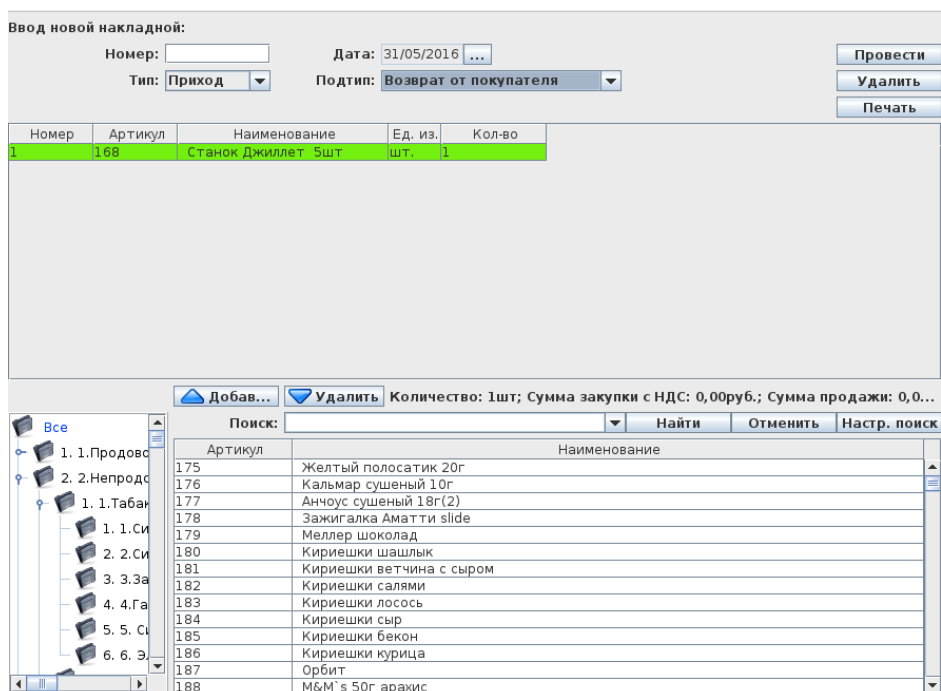 Ввод новой накладной:
Номер: Дата: 31/05/2016 ... Провести
Тип: Приход Подтип: Возврат от покупателя Удалить
Печать
Номер Артикул Наименование Ед. из. Кол-во
1 168 Станок Джиллет 5шт шт. 1
Добав... Удалить Количество: 1шт; Сумма закупки с НДС: 0,00руб.; Сумма продажи: 0,0...
Все Поиск: Найти Отменить Настр. поиск
1. 1.Продово Артикул Наименование
175 Желтый полосатик 20г
2. 2.Непродо 176 Кальмар сушеный 10г
1. 1.Табак 177 Анчоус сушеный 18г(2)
178 Зажигалка Аматти slide
1. 1.Си 179 Меллер шоколад
2. 2.Си 180 Кириешки шашлык
181 Кириешки ветчина с сыром
3. 3.За 182 Кириешки салями
4. 4.Га 183 Кириешки лосось
184 Кириешки сыр
5. 5. Си 185 Кириешки бекон
6. 6. Э 186 Кириешки курица
187 Орбит
188 M&M`s 50г арахис